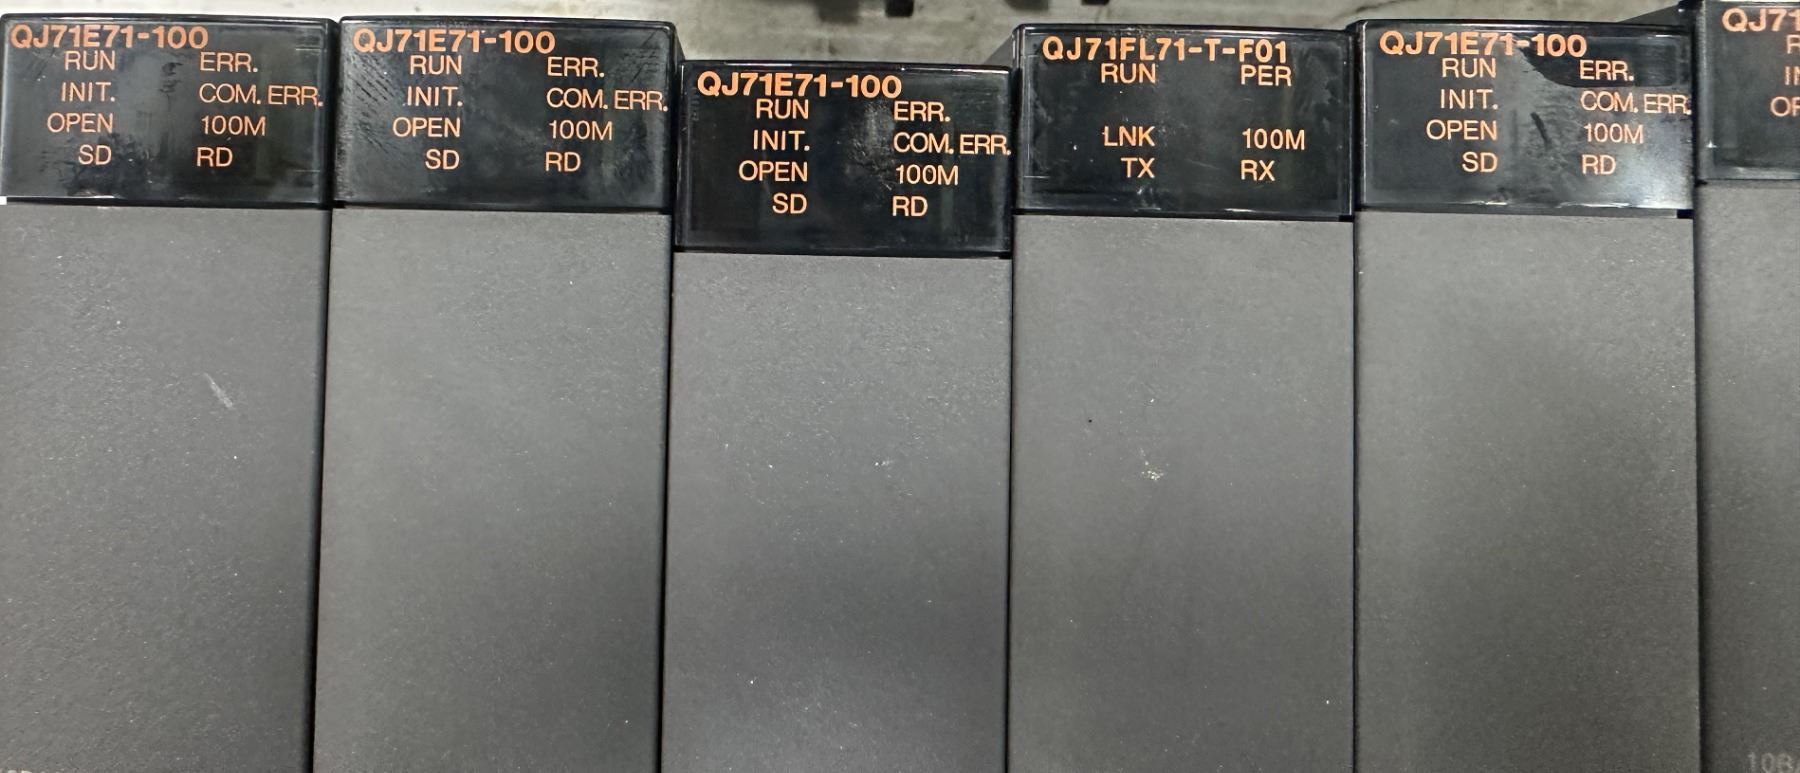 QJ71E71-100
RUN ERR.
INIT. COM. ERR.
OPEN 100M
SD RD
QJ71E71-100
RUN ERR.
INIT. COM. ERR.
OPEN 100M
SD RD
QJ71E71-100
RUN ERR.
INIT. COM. ERR.
OPEN 100M
SD RD
QJ71FL71-T-F01
RUN PER
LNK 100M
TX RX
QJ71E71-100
RUN ERR.
INIT. COM. ERR.
OPEN 100M
SD RD
QJ71